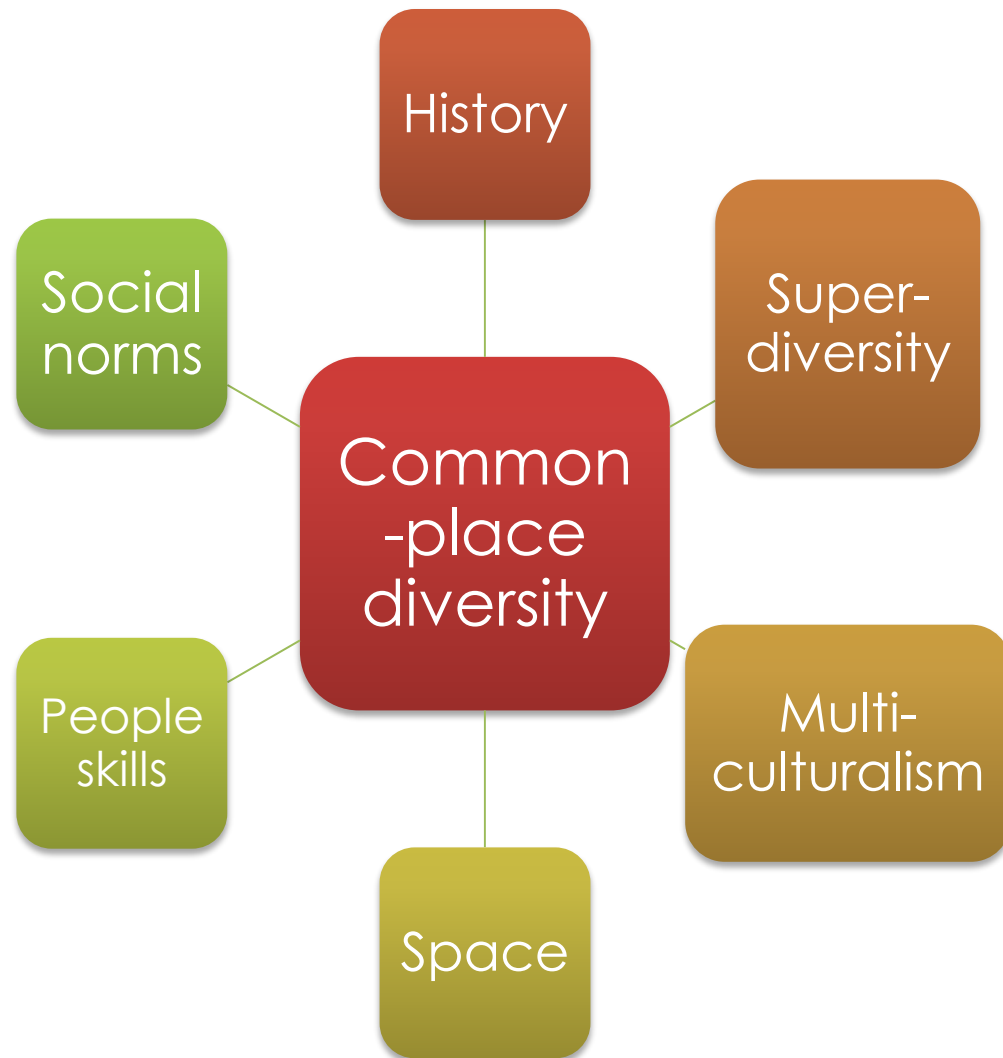 History
Super-
diversity
Multi-
culturalism
Space
People
skills
Social
norms
Common
-place
diversity